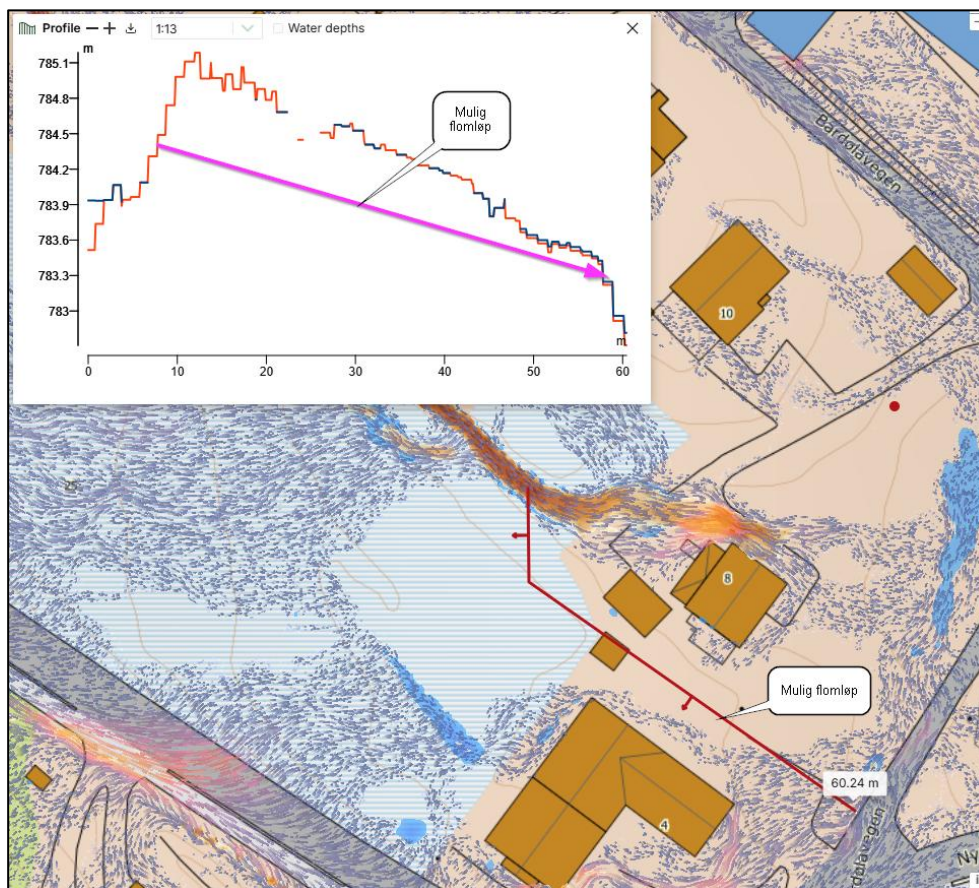 Profile
1:13
Water depths
m
785.1
784.8
784.5
784.2
783.9
783.6
783.3
783
Mulig
flomløp
m
0
10
20
30
40
50
60
Bardølavegen
10
8
Mulig flomløp
60.24 m
4